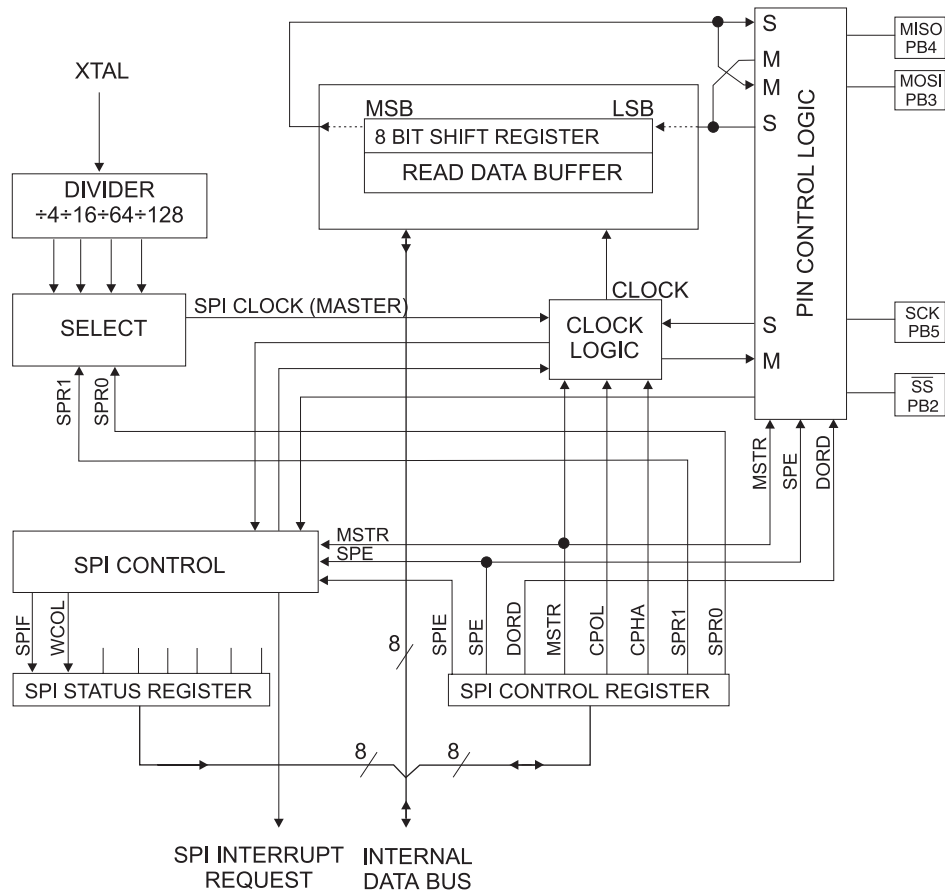 S
MISO
PB4
XTAL
M
M
MOSI
PB3
MSB
LSB
S
8 BIT SHIFT REGISTER
READ DATA BUFFER
PIN CONTROL LOGIC
DIVIDER
÷4÷16÷64÷128
SPI CLOCK (MASTER)
CLOCK
SELECT
CLOCK
LOGIC
S
M
SCK
PB5
SS
PB2
SPR1
SPR0
MSTR
SPE
DORD
MSTR
SPE
SPI CONTROL
SPIF
WCOL
8
SPIE
SPE
DORD
MSTR
CPOL
CPHA
SPR1
SPR0
SPI STATUS REGISTER
SPI CONTROL REGISTER
8
8
SPI INTERRUPT
REQUEST
INTERNAL
DATA BUS